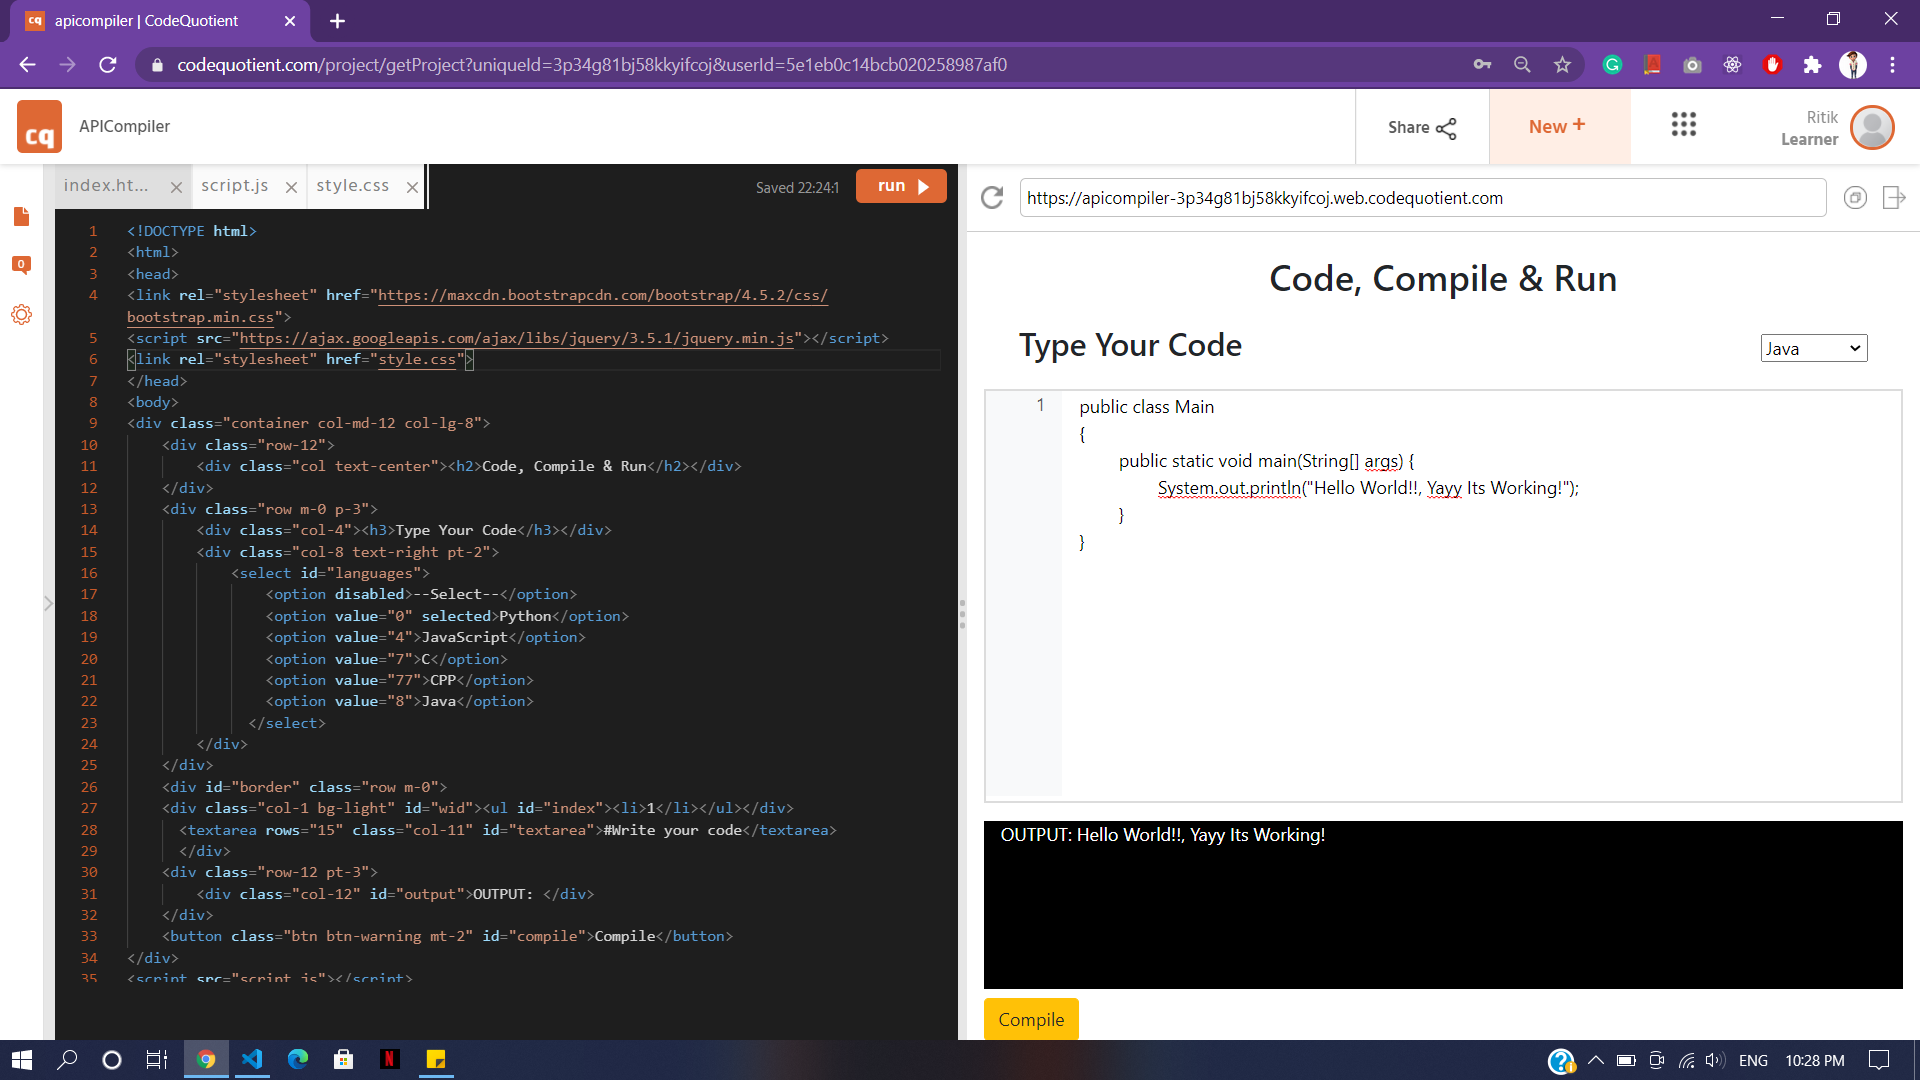 cq apicompiler | CodeQuotient
codequotient.com/project/getProject?uniqueId=3p34g81bj58kkyifcoj&userId=5e1eb0c14bcb020258987af0
cq APICompiler
Share
New +
Ritik
Learner
index.ht...
script.js
style.css
Saved 22:24:1
run
0
1 <!DOCTYPE html>
2 <html>
3 <head>
4 <link rel="stylesheet" href="https://maxcdn.bootstrapcdn.com/bootstrap/4.5.2/css/
bootstrap.min.css">
5 <script src="https://ajax.googleapis.com/ajax/libs/jquery/3.5.1/jquery.min.js"></script>
6 <link rel="stylesheet" href="style.css">
7 </head>
8 <body>
9 <div class="container col-md-12 col-lg-8">
10 <div class="row-12">
11 <div class="col text-center"><h2>Code, Compile & Run</h2></div>
12 </div>
13 <div class="row m-0 p-3">
14 <div class="col-4"><h3>Type Your Code</h3></div>
15 <div class="col-8 text-right pt-2">
16 <select id="languages">
17 <option disabled>--Select--</option>
18 <option value="0" selected>Python</option>
19 <option value="4">JavaScript</option>
20 <option value="7">C</option>
21 <option value="77">CPP</option>
22 <option value="8">Java</option>
23 </select>
24 </div>
25 </div>
26 <div id="border" class="row m-0">
27 <div class="col-1 bg-light" id="wid"><ul id="index"><li>1</li></ul></div>
28 <textarea rows="15" class="col-11" id="textarea">#Write your code</textarea>
29 </div>
30 <div class="row-12 pt-3">
31 <div class="col-12" id="output">OUTPUT: </div>
32 </div>
33 <button class="btn btn-warning mt-2" id="compile">Compile</button>
34 </div>
35 <script src="script.js"></script>
https://apicompiler-3p34g81bj58kkyifcoj.web.codequotient.com
Code, Compile & Run
Type Your Code
Java
1 public class Main
{
public static void main(String[] args) {
System.out.println("Hello World!!, Yayy Its Working!");
}
}
OUTPUT: Hello World!!, Yayy Its Working!
Compile
N
ENG
10:28 PM